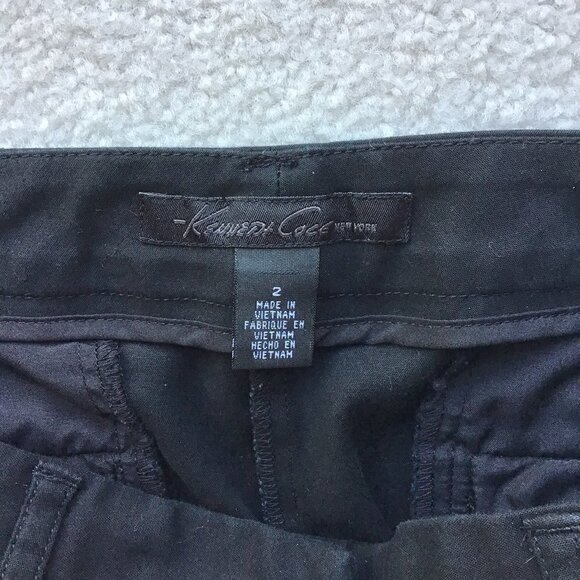 Kenneth Cole NEW YORK
2
MADE IN
VIETNAM
FABRIQUE EN
VIETNAM
HECHO EN
VIETNAM